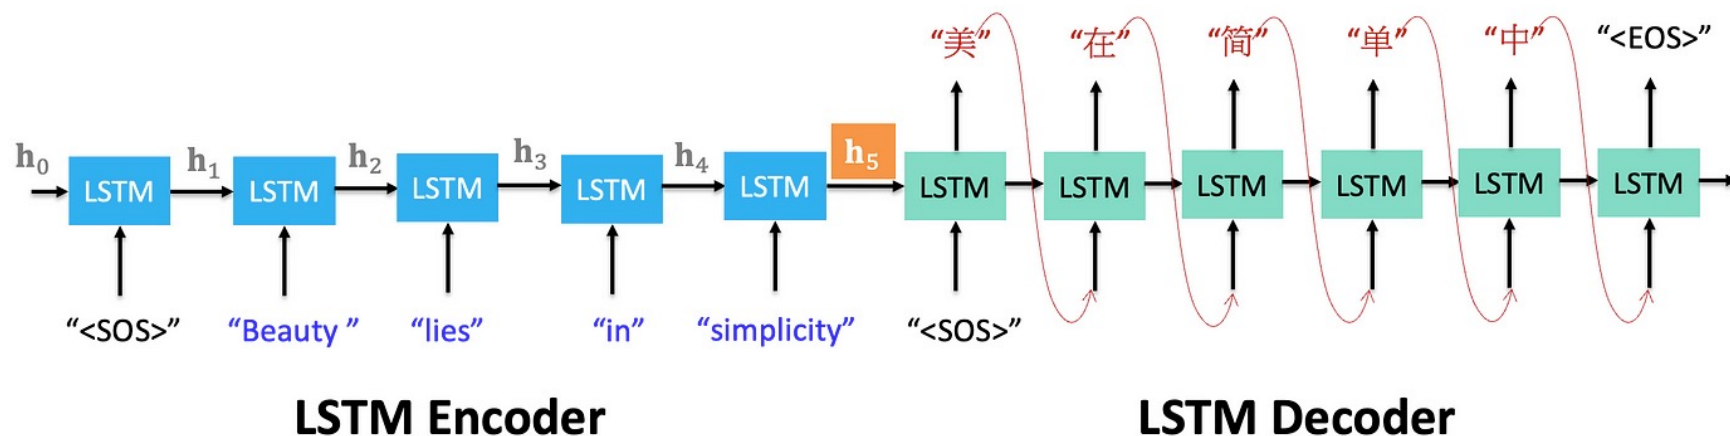 “美” “在” “简” “单” “中” “<EOS>”
h₀ h₁ h₂ h₃ h₄ h₅
LSTM LSTM LSTM LSTM LSTM LSTM LSTM LSTM LSTM LSTM LSTM
“<SOS>” “Beauty ” “lies” “in” “simplicity” “<SOS>”
LSTM Encoder LSTM Decoder